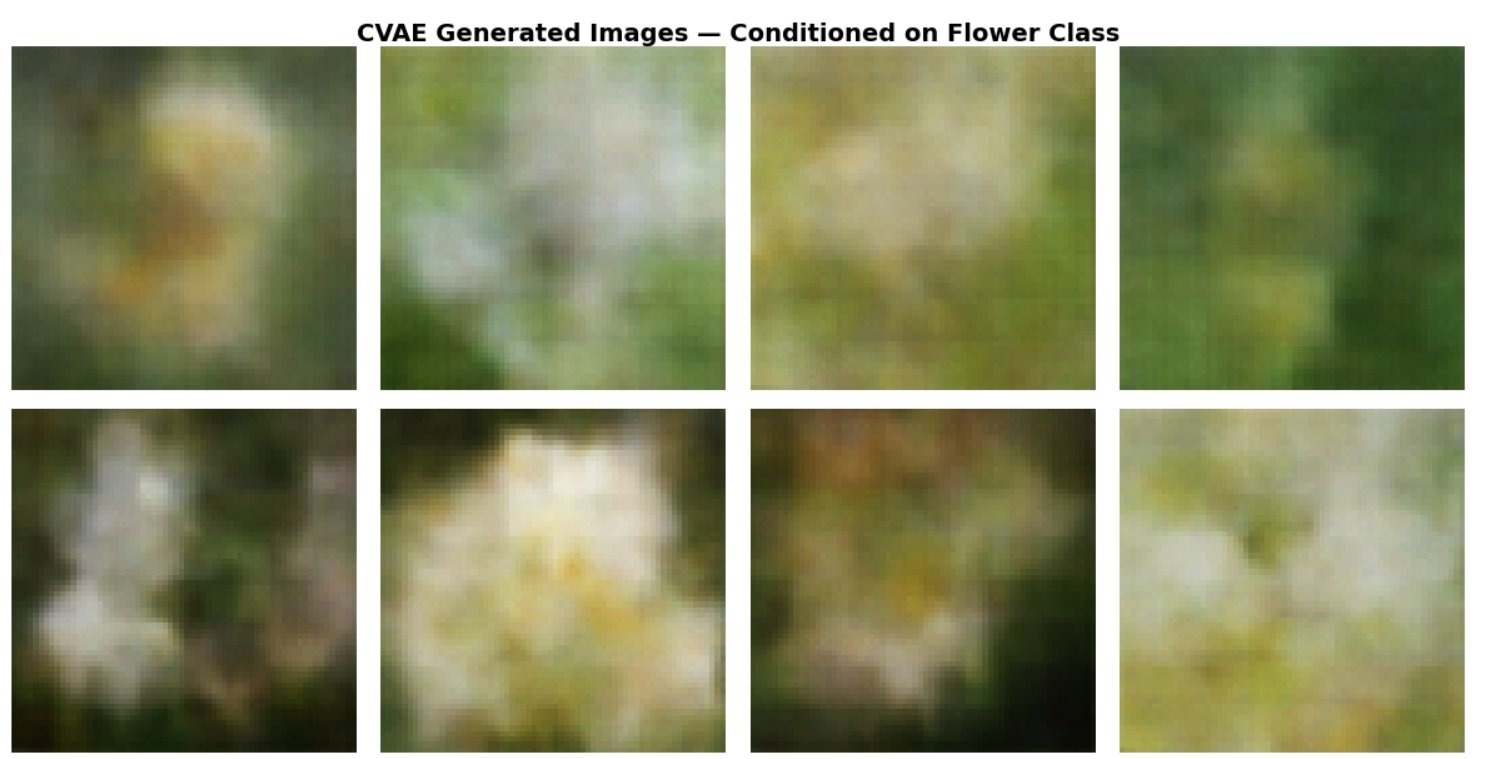 CVAE Generated Images — Conditioned on Flower Class